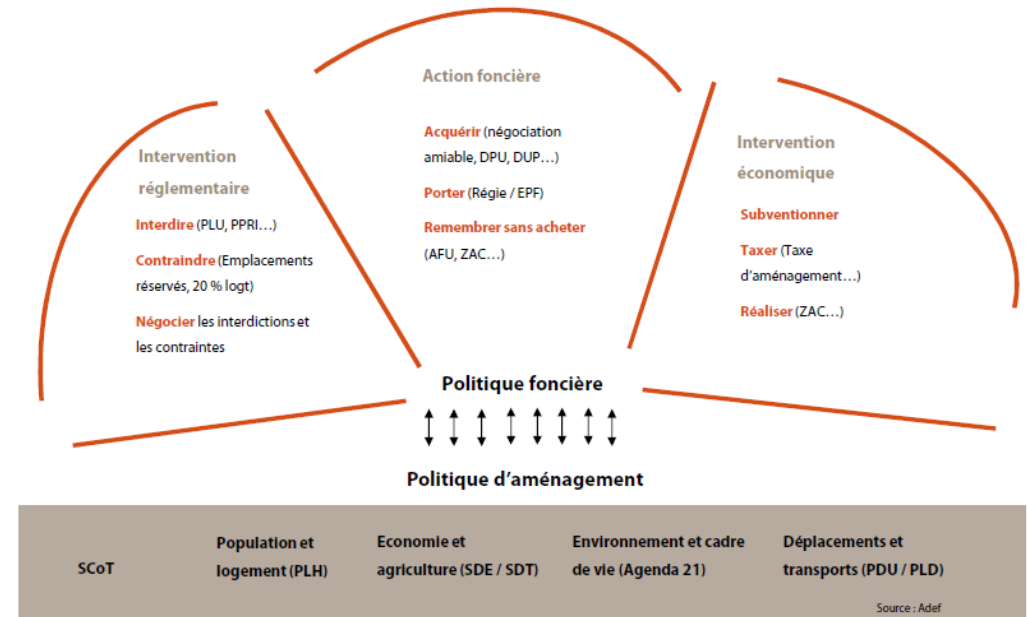 Action foncière
Acquérir (négociation
amiable, DPU, DUP…)
Porter (Régie / EPF)
Remembrer sans acheter
(AFU, ZAC…)
Intervention
réglementaire
Interdire (PLU, PPRI…)
Contraindre (Emplacements
réservés, 20 % logt)
Négocier les interdictions et
les contraintes
Intervention
économique
Subventionner
Taxer (Taxe
d’aménagement…)
Réaliser (ZAC…)
Politique foncière
Politique d’aménagement
SCoT
Population et
logement (PLH)
Economie et
agriculture (SDE / SDT)
Environnement et cadre
de vie (Agenda 21)
Déplacements et
transports (PDU / PLD)
Source : Adef